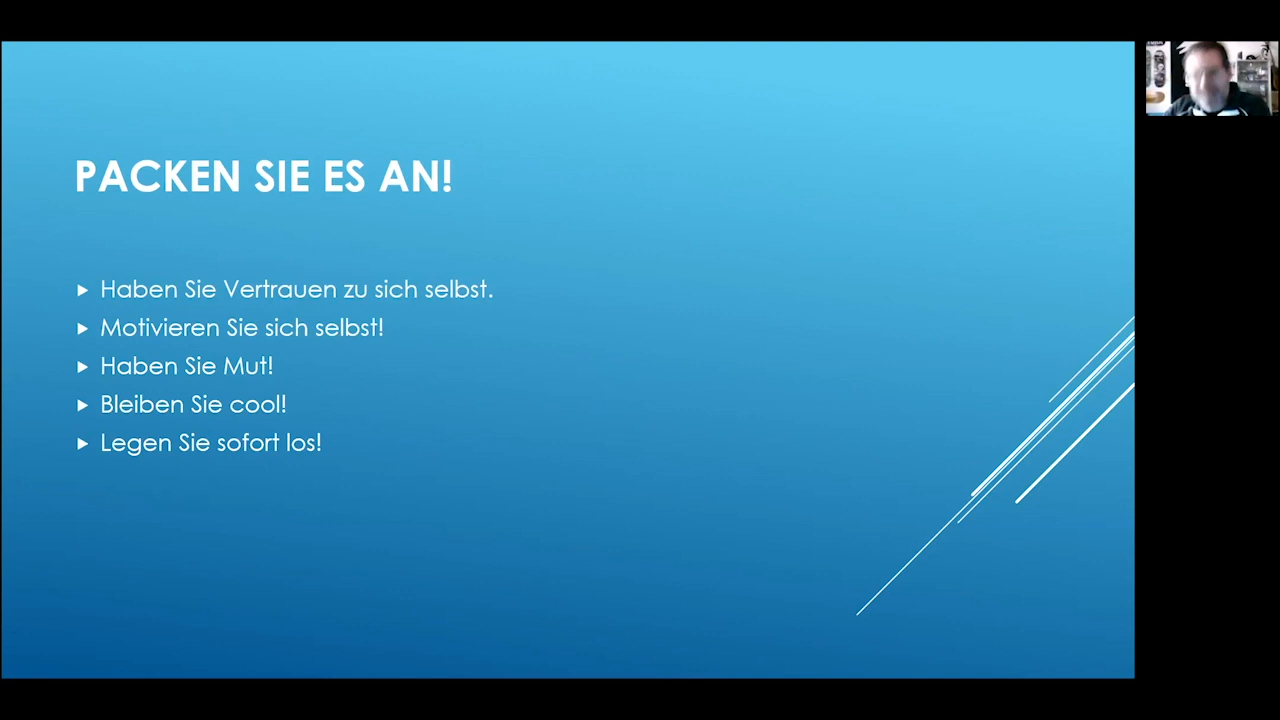 PACKEN SIE ES AN!
Haben Sie Vertrauen zu sich selbst.
Motivieren Sie sich selbst!
Haben Sie Mut!
Bleiben Sie cool!
Legen Sie sofort los!